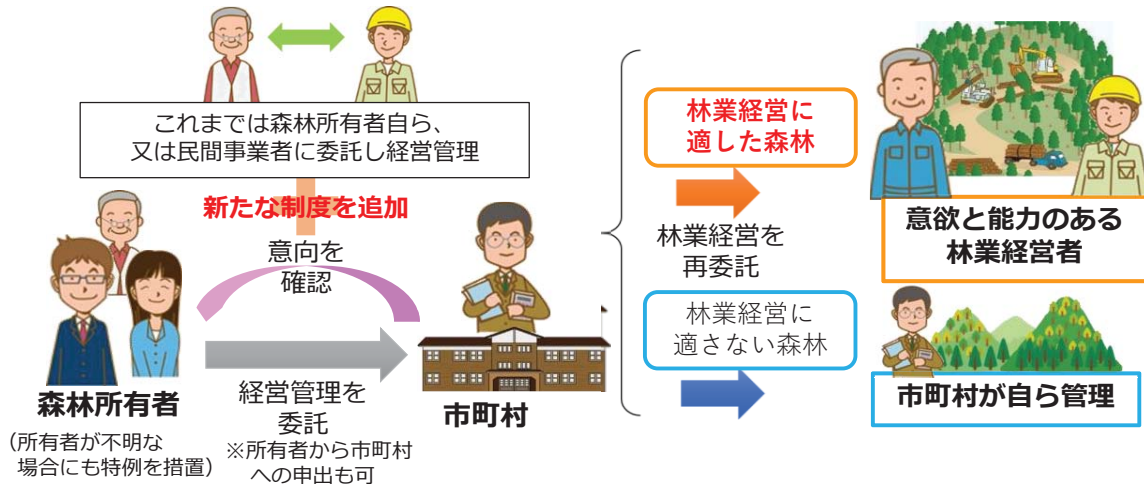 これまでは森林所有者自ら、
又は民間事業者に委託し経営管理
新たな制度を追加
意向を
確認
森林所有者
(所有者が不明な
場合にも特例を措置)
経営管理を
委託
※所有者から市町村
への申出も可
市町村
林業経営に
適した森林
林業経営を
再委託
意欲と能力のある
林業経営者
林業経営に
適さない森林
市町村が自ら管理